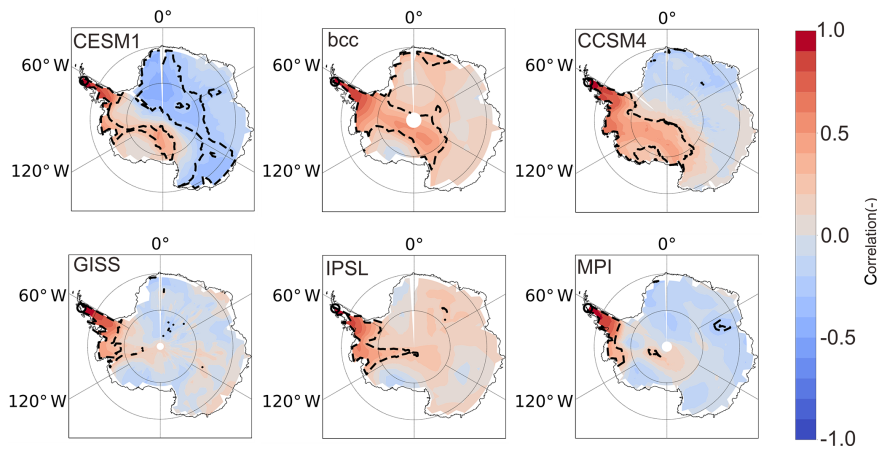 0° 0° 0°
CESM1 bcc CCSM4
60° W 60° W 60° W
120° W 120° W 120° W
0° 0° 0°
GISS IPSL MPI
60° W 60° W 60° W
120° W 120° W 120° W
1.0
0.5
0.0
-0.5
-1.0
Correlation(-)